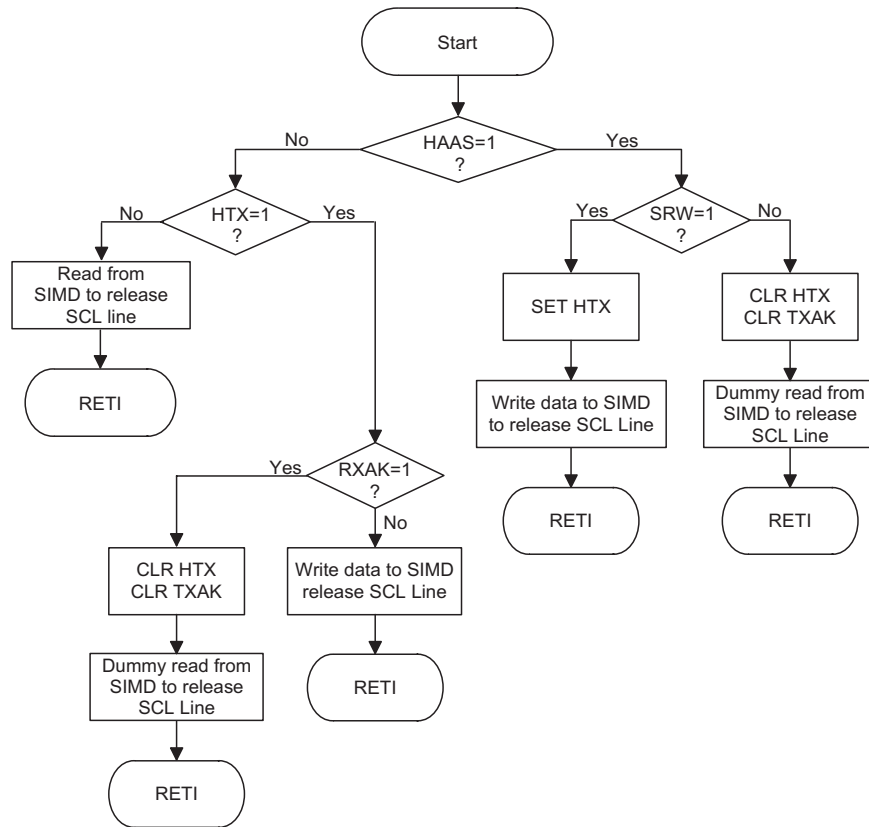 Start
HAAS=1
?
No
Yes
HTX=1
?
No
Yes
SRW=1
?
Yes
No
Read from
SIMD to release
SCL line
SET HTX
CLR HTX
CLR TXAK
RETI
Write data to SIMD
to release SCL Line
Dummy read from
SIMD to release
SCL Line
RXAK=1
?
Yes
No
RETI
RETI
CLR HTX
CLR TXAK
Write data to SIMD
release SCL Line
Dummy read from
SIMD to release
SCL Line
RETI
RETI